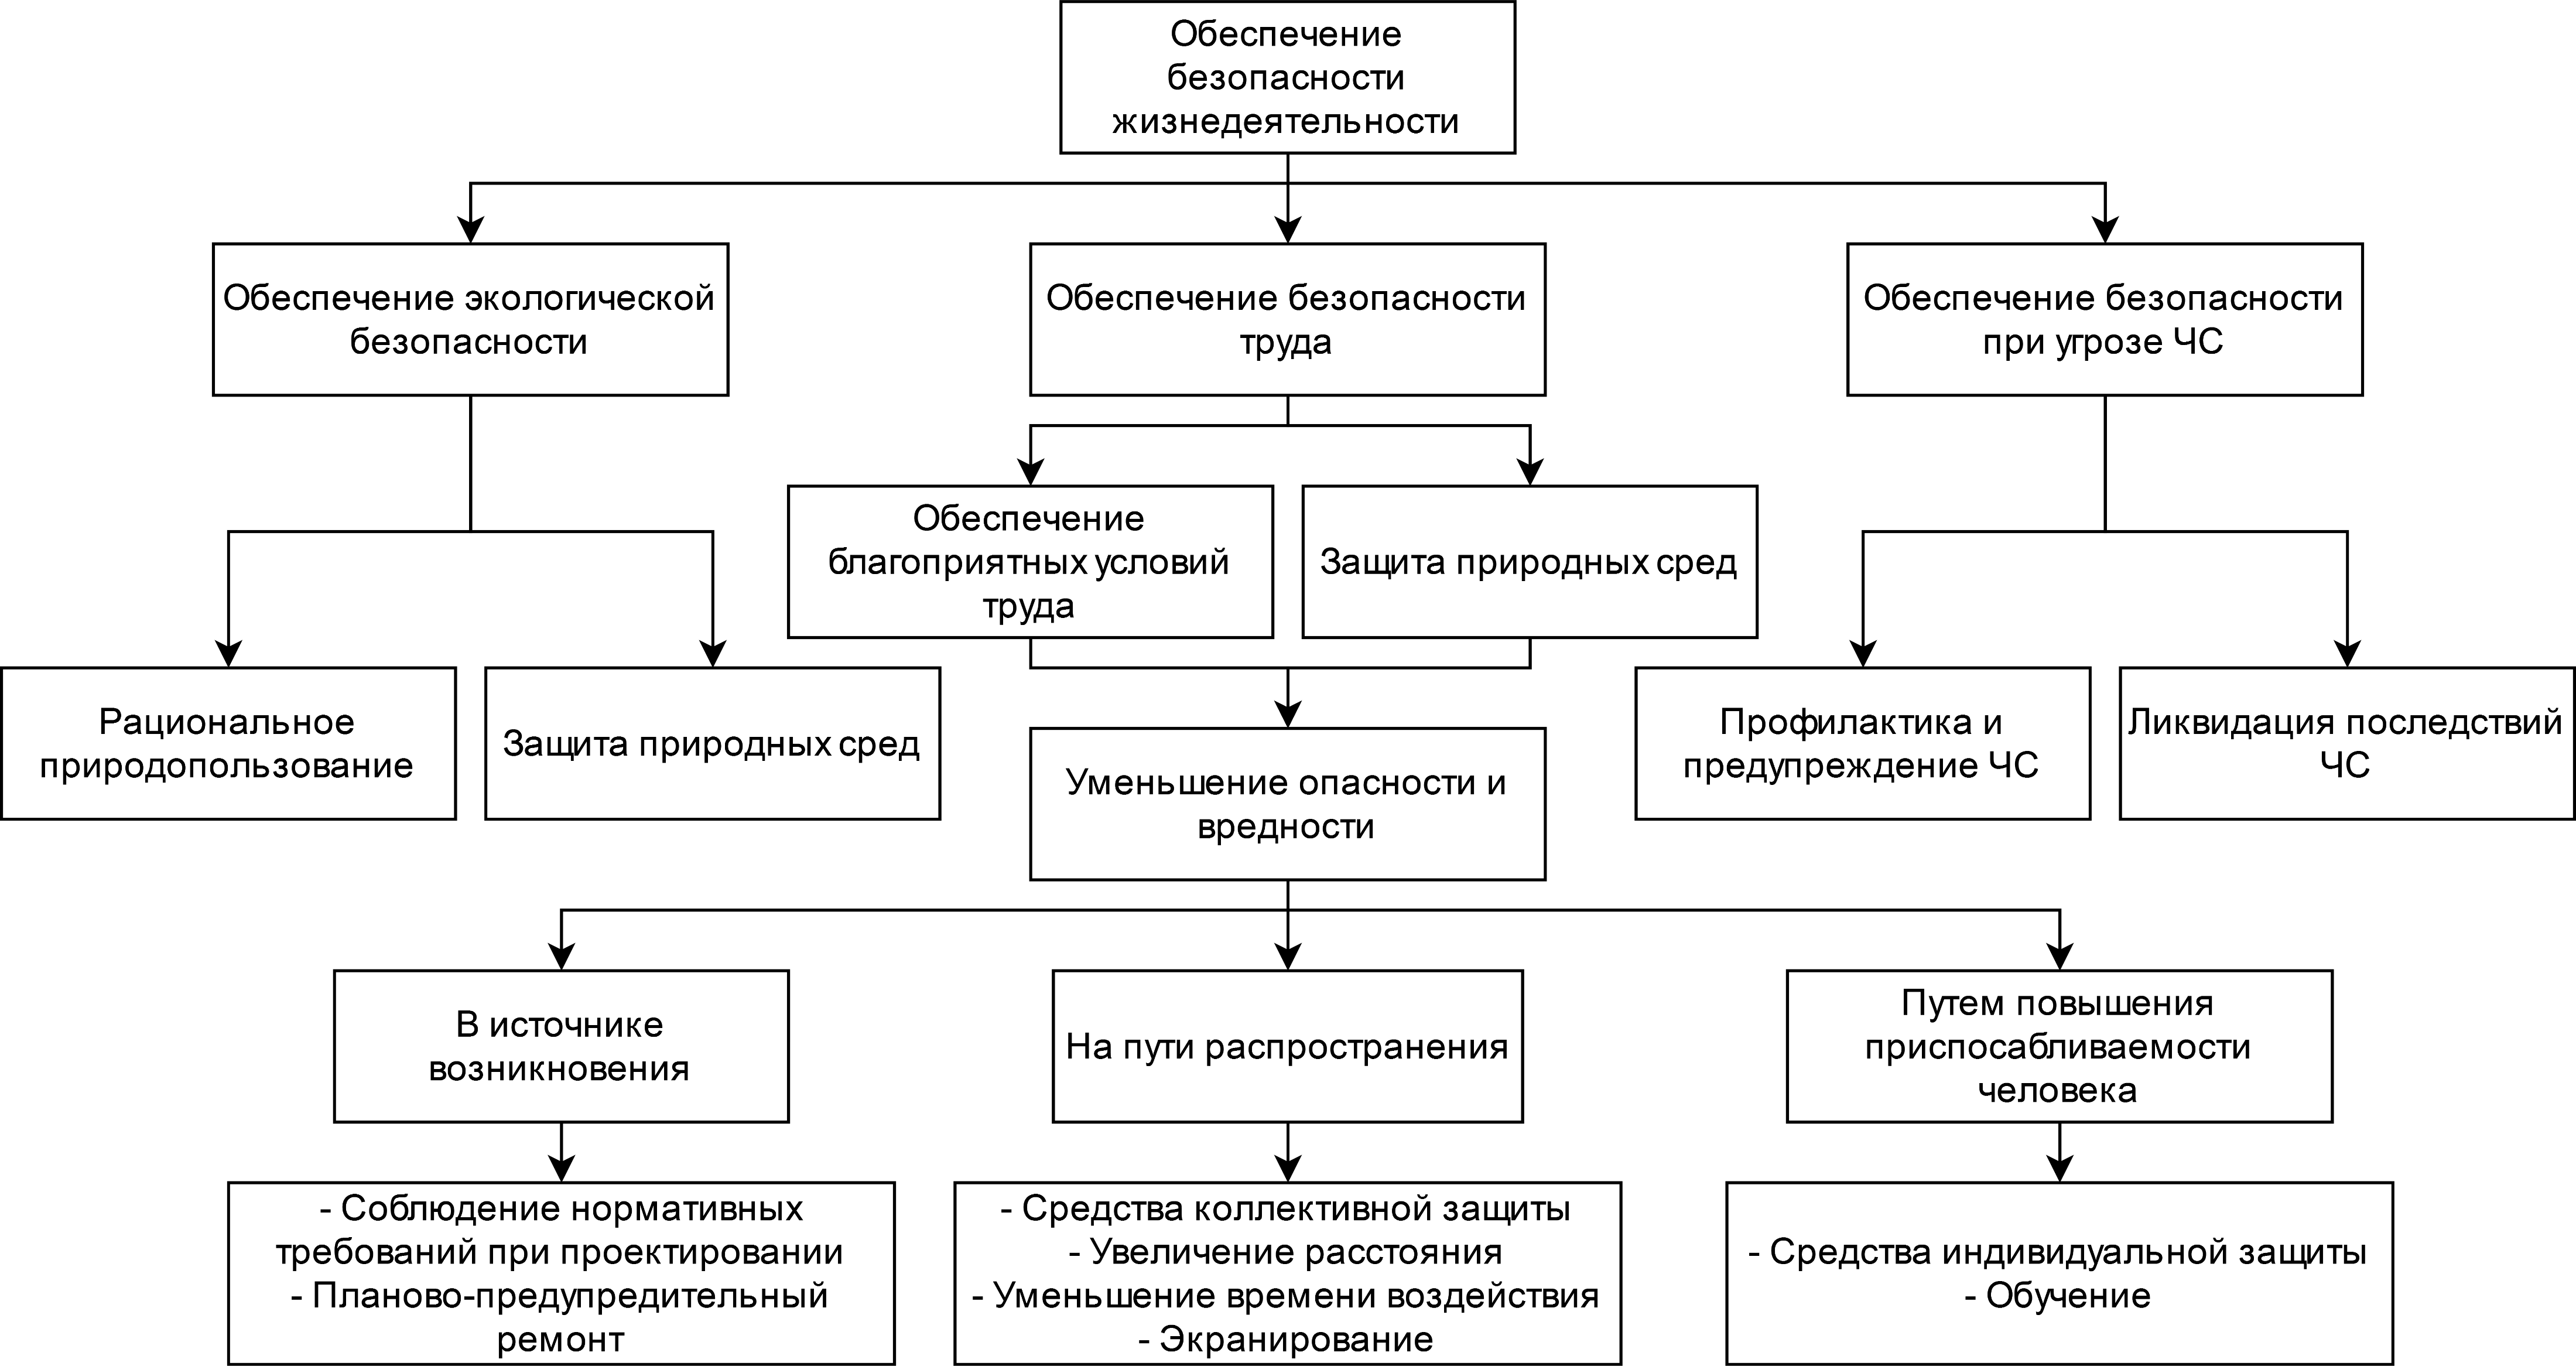 Обеспечение
безопасности
жизнедеятельности
Обеспечение экологической
безопасности
Обеспечение безопасности
труда
Обеспечение безопасности
при угрозе ЧС
Обеспечение
благоприятных условий
труда
Защита природных сред
Рациональное
природопользование
Защита природных сред
Уменьшение опасности и
вредности
Профилактика и
предупреждение ЧС
Ликвидация последствий
ЧС
В источнике
возникновения
На пути распространения
Путем повышения
приспосабливаемости
человека
- Соблюдение нормативных
требований при проектировании
- Планово-предупредительный
ремонт
- Средства коллективной защиты
- Увеличение расстояния
- Уменьшение времени воздействия
- Экранирование
- Средства индивидуальной защиты
- Обучение